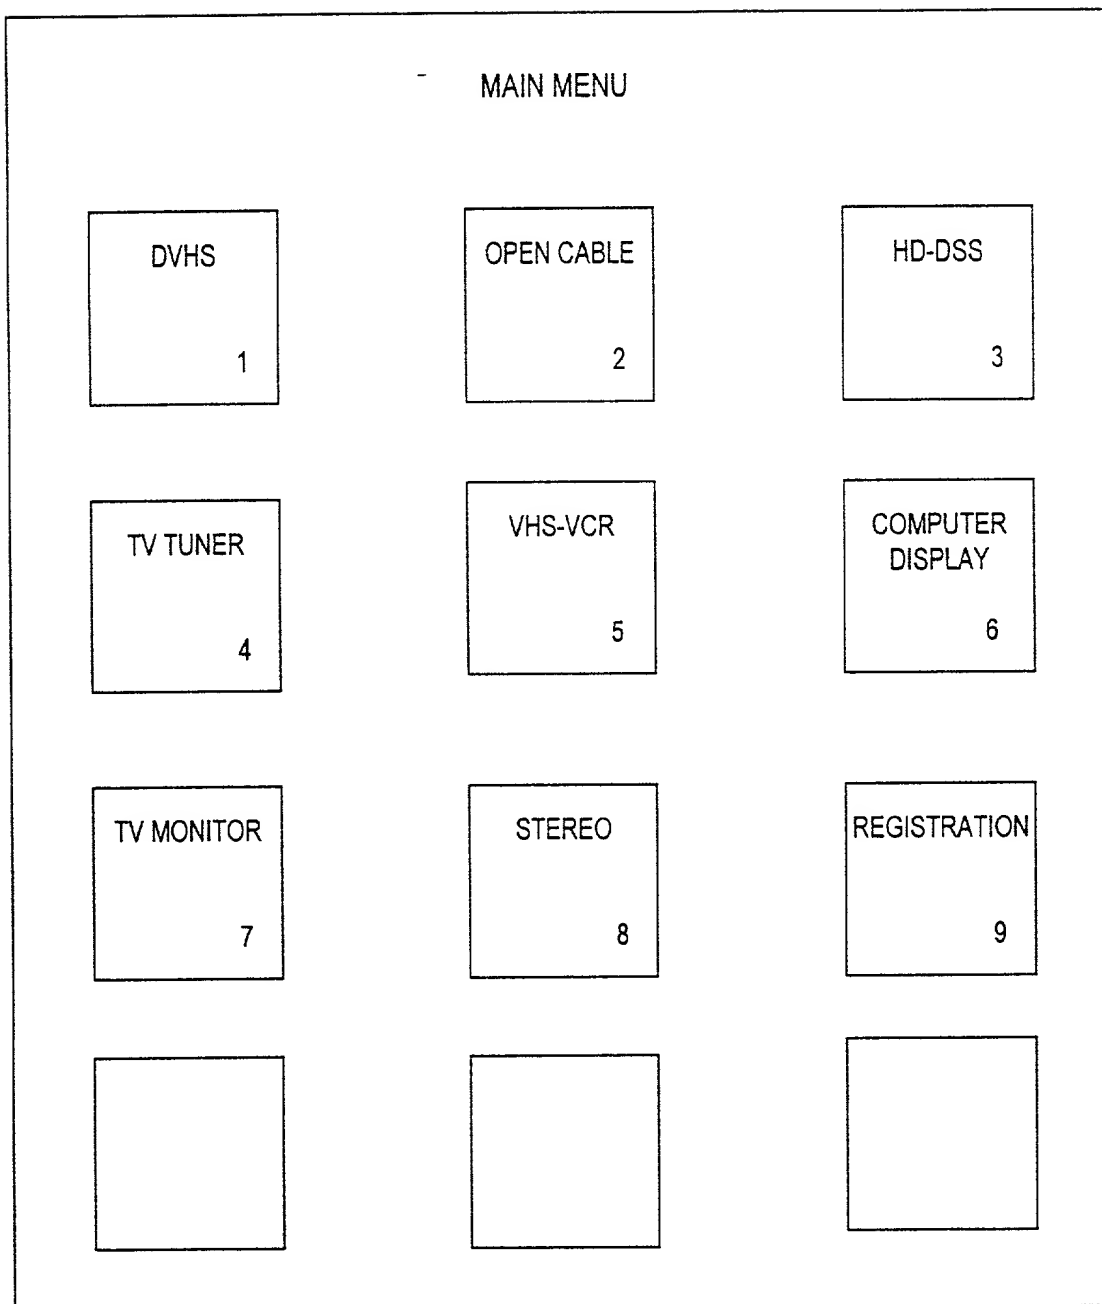 MAIN MENU
DVHS
1
OPEN CABLE
2
HD-DSS
3
TV TUNER
4
VHS-VCR
5
COMPUTER
DISPLAY
6
TV MONITOR
7
STEREO
8
REGISTRATION
9